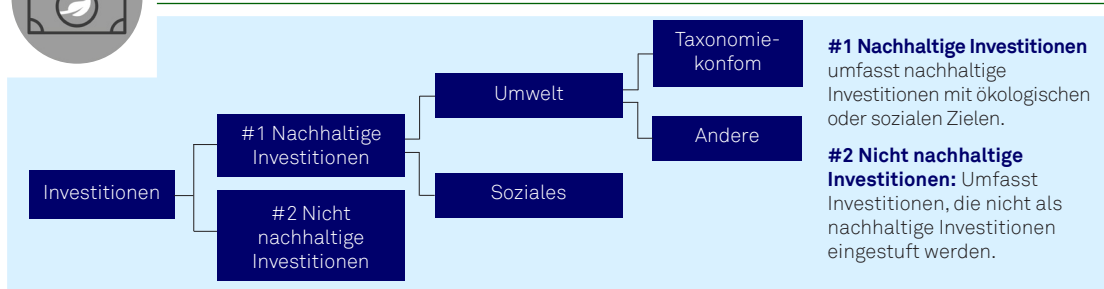 Investitionen
#1 Nachhaltige
Investitionen
#2 Nicht
nachhaltige
Investitionen
Umwelt
Soziales
Taxonomie-
konfom
Andere
#1 Nachhaltige Investitionen
umfasst nachhaltige
Investitionen mit ökologischen
oder sozialen Zielen.
#2 Nicht nachhaltige
Investitionen: Umfasst
Investitionen, die nicht als
nachhaltige Investitionen
eingestuft werden.